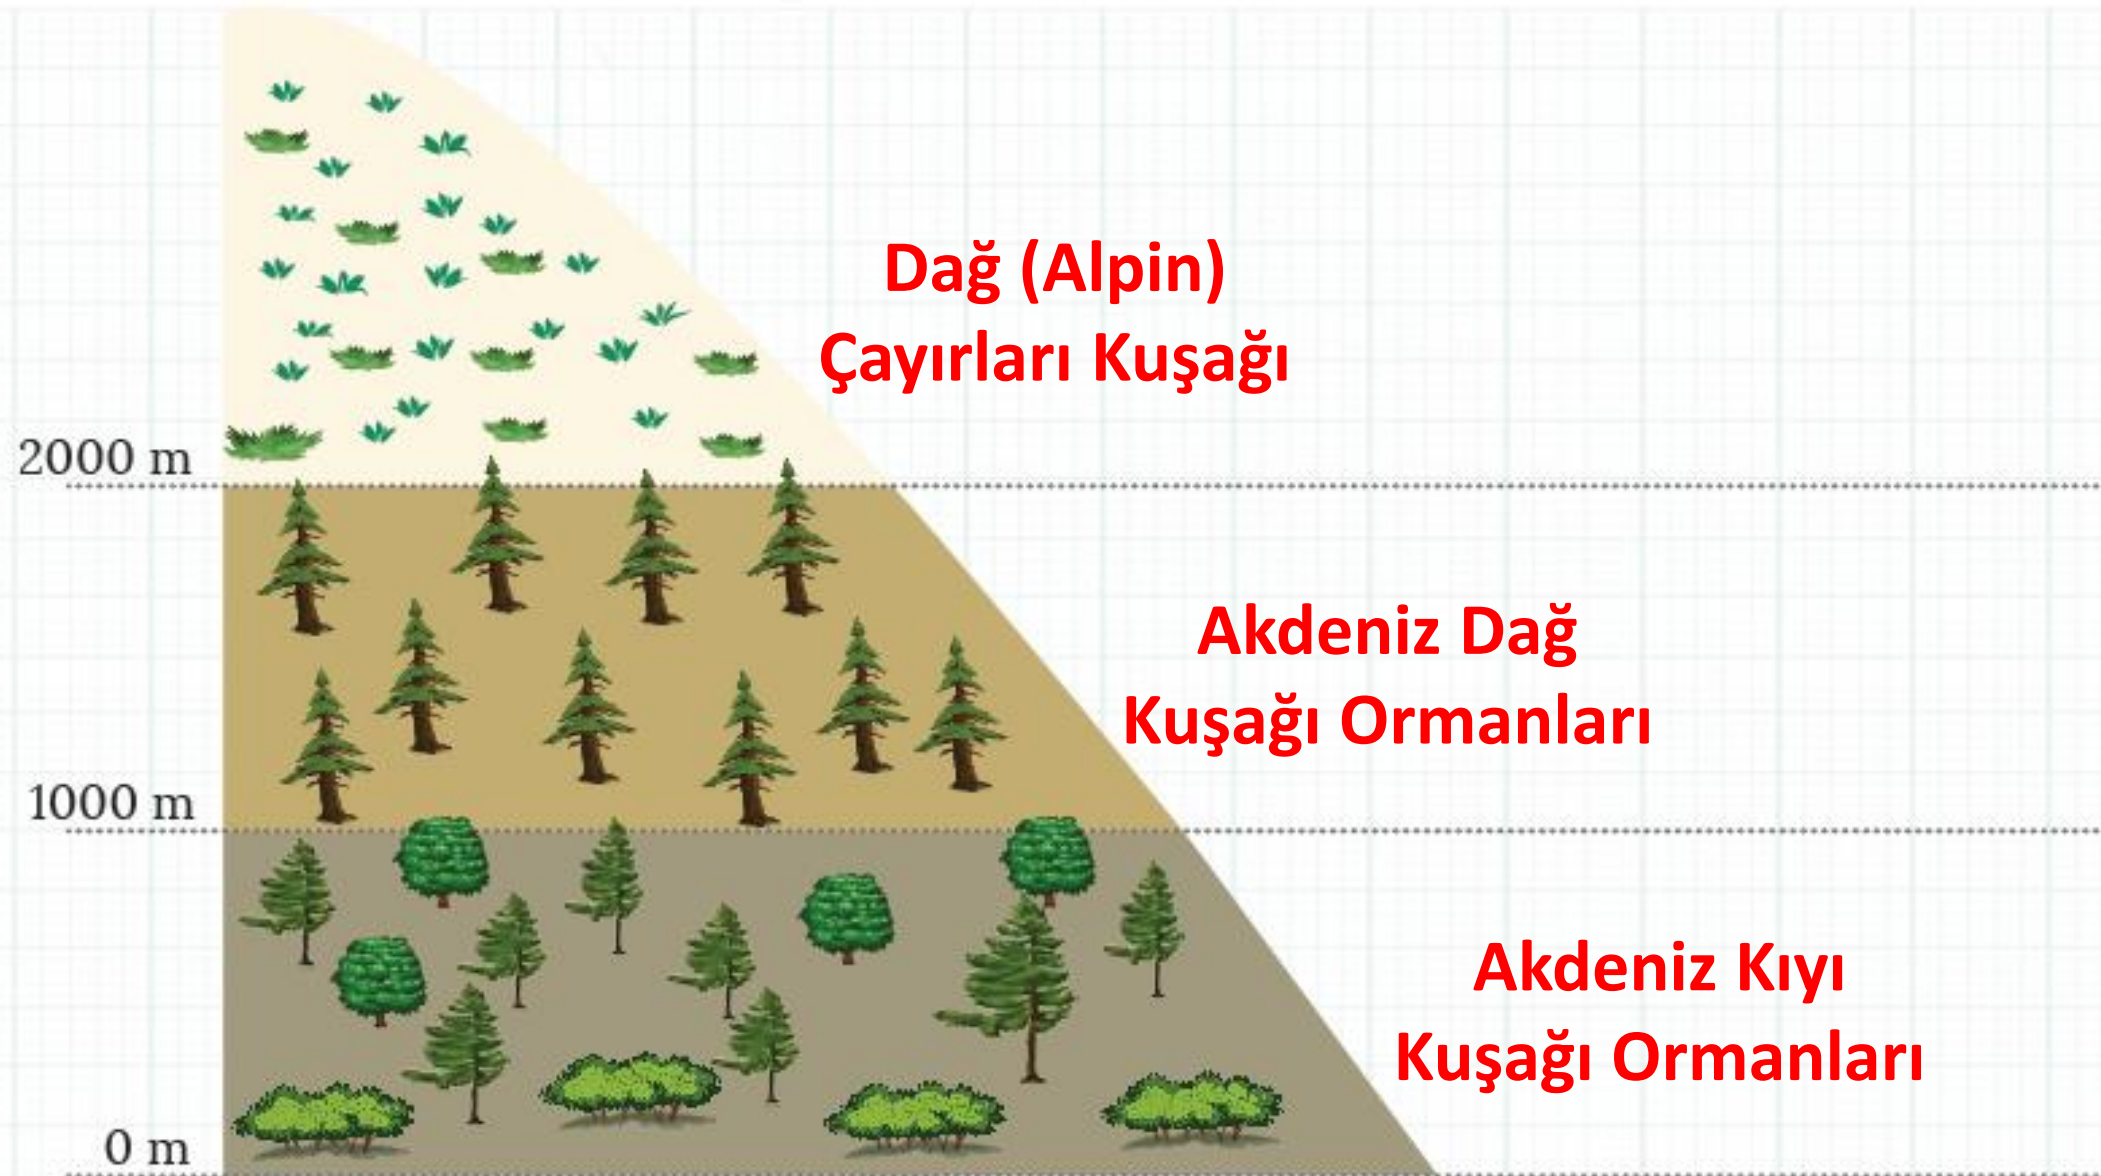 Dağ (Alpin)
Çayırları Kuşağı
2000 m
Akdeniz Dağ
Kuşağı Ormanları
1000 m
Akdeniz Kıyı
Kuşağı Ormanları
0 m